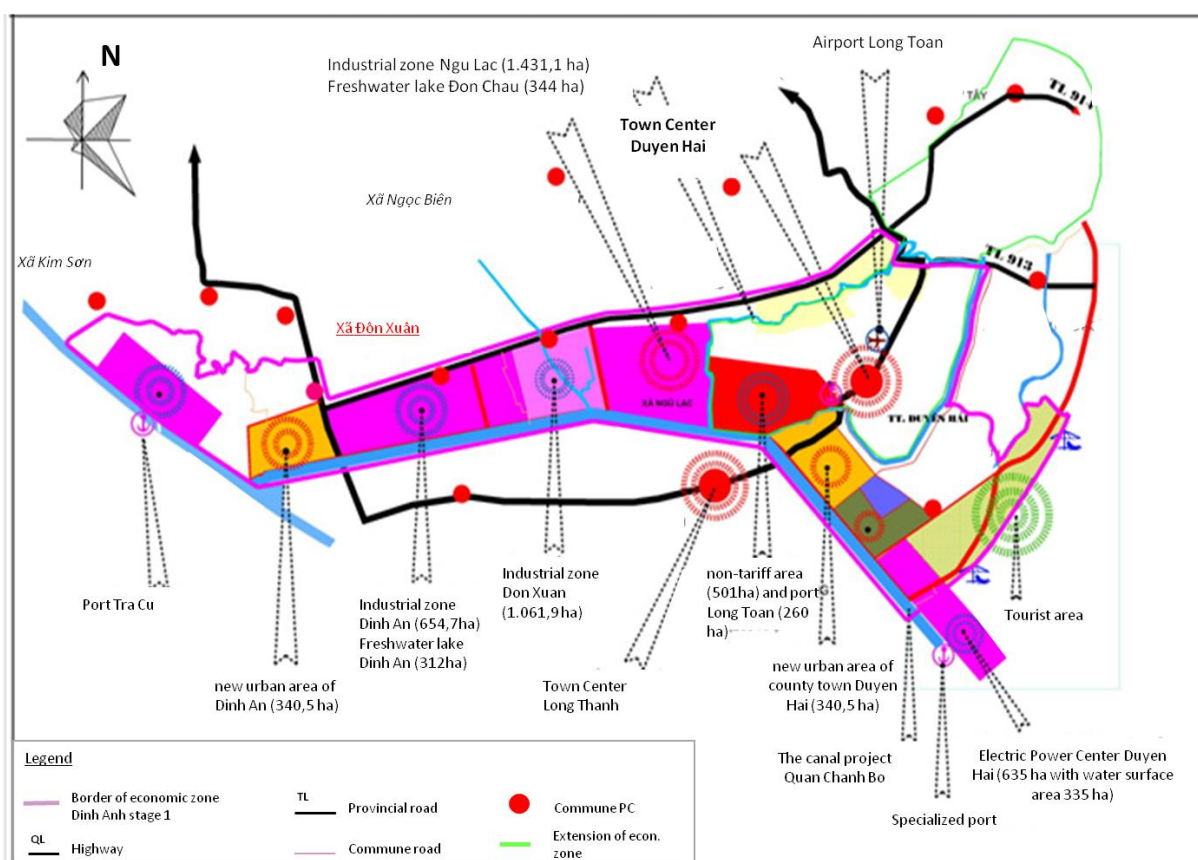 N
Industrial zone Ngu Lac (1.431,1 ha)
Freshwater lake Đon Chau (344 ha)
Airport Long Toan
Town Center
Duyen Hai
TÂY
TL 914
Xã Ngọc Biên
Xã Kim Sơn
TL 913
Xã Đôn Xuân
XÃ NGŨ LẠC
TT. DUYÊN HẢI
Port Tra Cu
new urban area of
Dinh An (340,5 ha)
Industrial zone
Dinh An (654,7ha)
Freshwater lake
Dinh An (312ha)
Industrial zone
Don Xuan
(1.061,9 ha)
Town Center
Long Thanh
non-tariff area
(501ha) and port
Long Toan (260
ha)
new urban area of
county town Duyen
Hai (340,5 ha)
Tourist area
The canal project
Quan Chanh Bo
Specialized port
Electric Power Center Duyen
Hai (635 ha with water surface
area 335 ha)
Legend
Border of economic zone
Dinh Anh stage 1
TL
Provincial road
Commune PC
QL
Highway
Commune road
Extension of econ.
zone